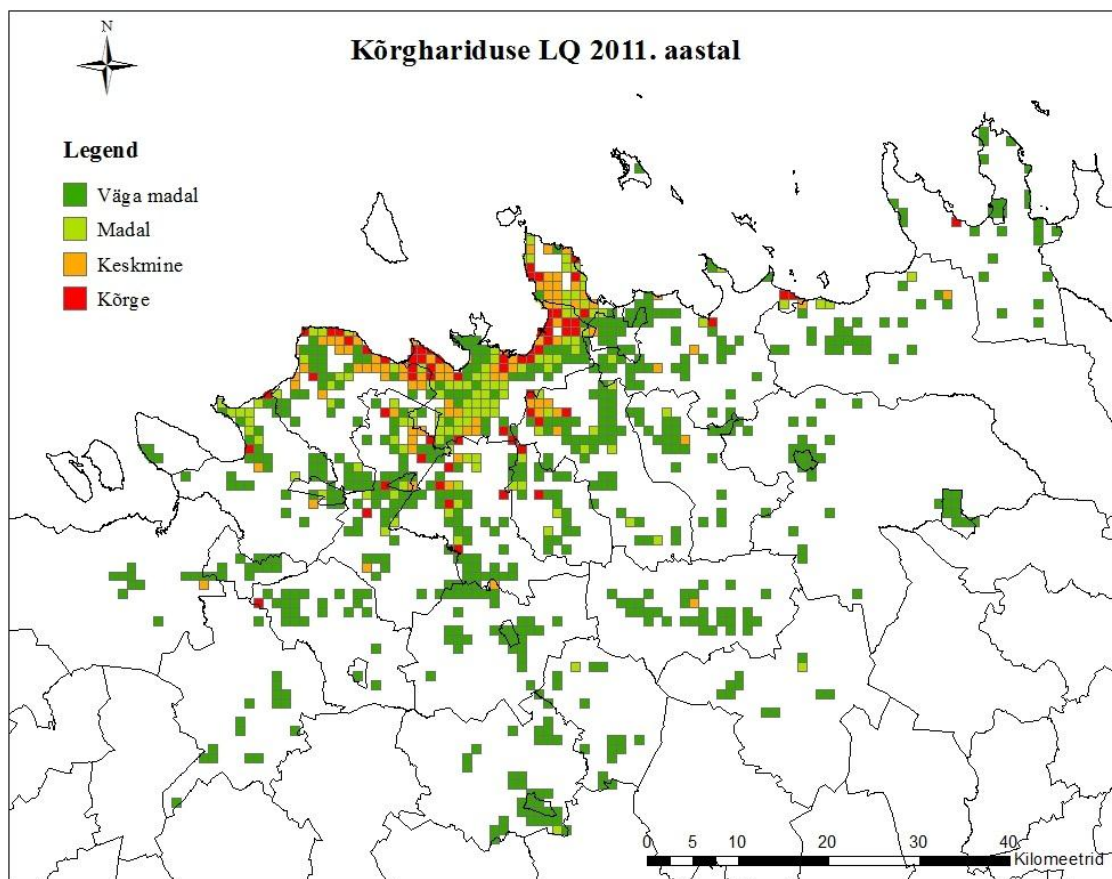 N
Kõrghariduse LQ 2011. aastal
Legend
Väga madal
Madal
Keskmine
Kõrge
0 5 10 20 30 40
Kilomeetrid